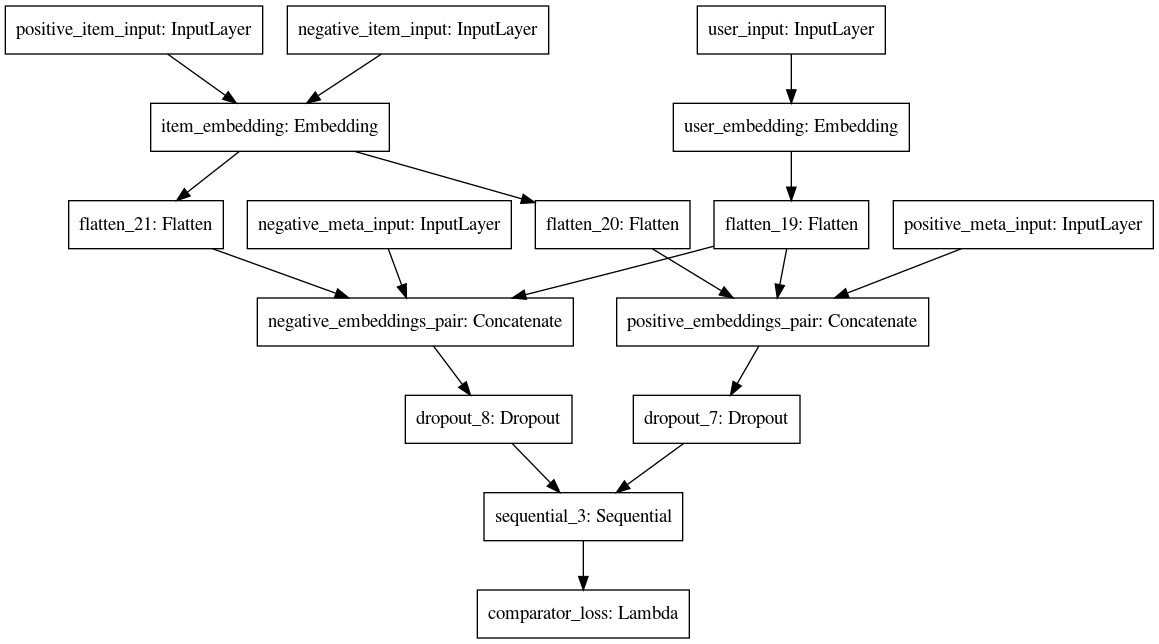 positive_item_input: InputLayer
negative_item_input: InputLayer
user_input: InputLayer
item_embedding: Embedding
user_embedding: Embedding
flatten_21: Flatten
negative_meta_input: InputLayer
flatten_20: Flatten
flatten_19: Flatten
positive_meta_input: InputLayer
negative_embeddings_pair: Concatenate
positive_embeddings_pair: Concatenate
dropout_8: Dropout
dropout_7: Dropout
sequential_3: Sequential
comparator_loss: Lambda